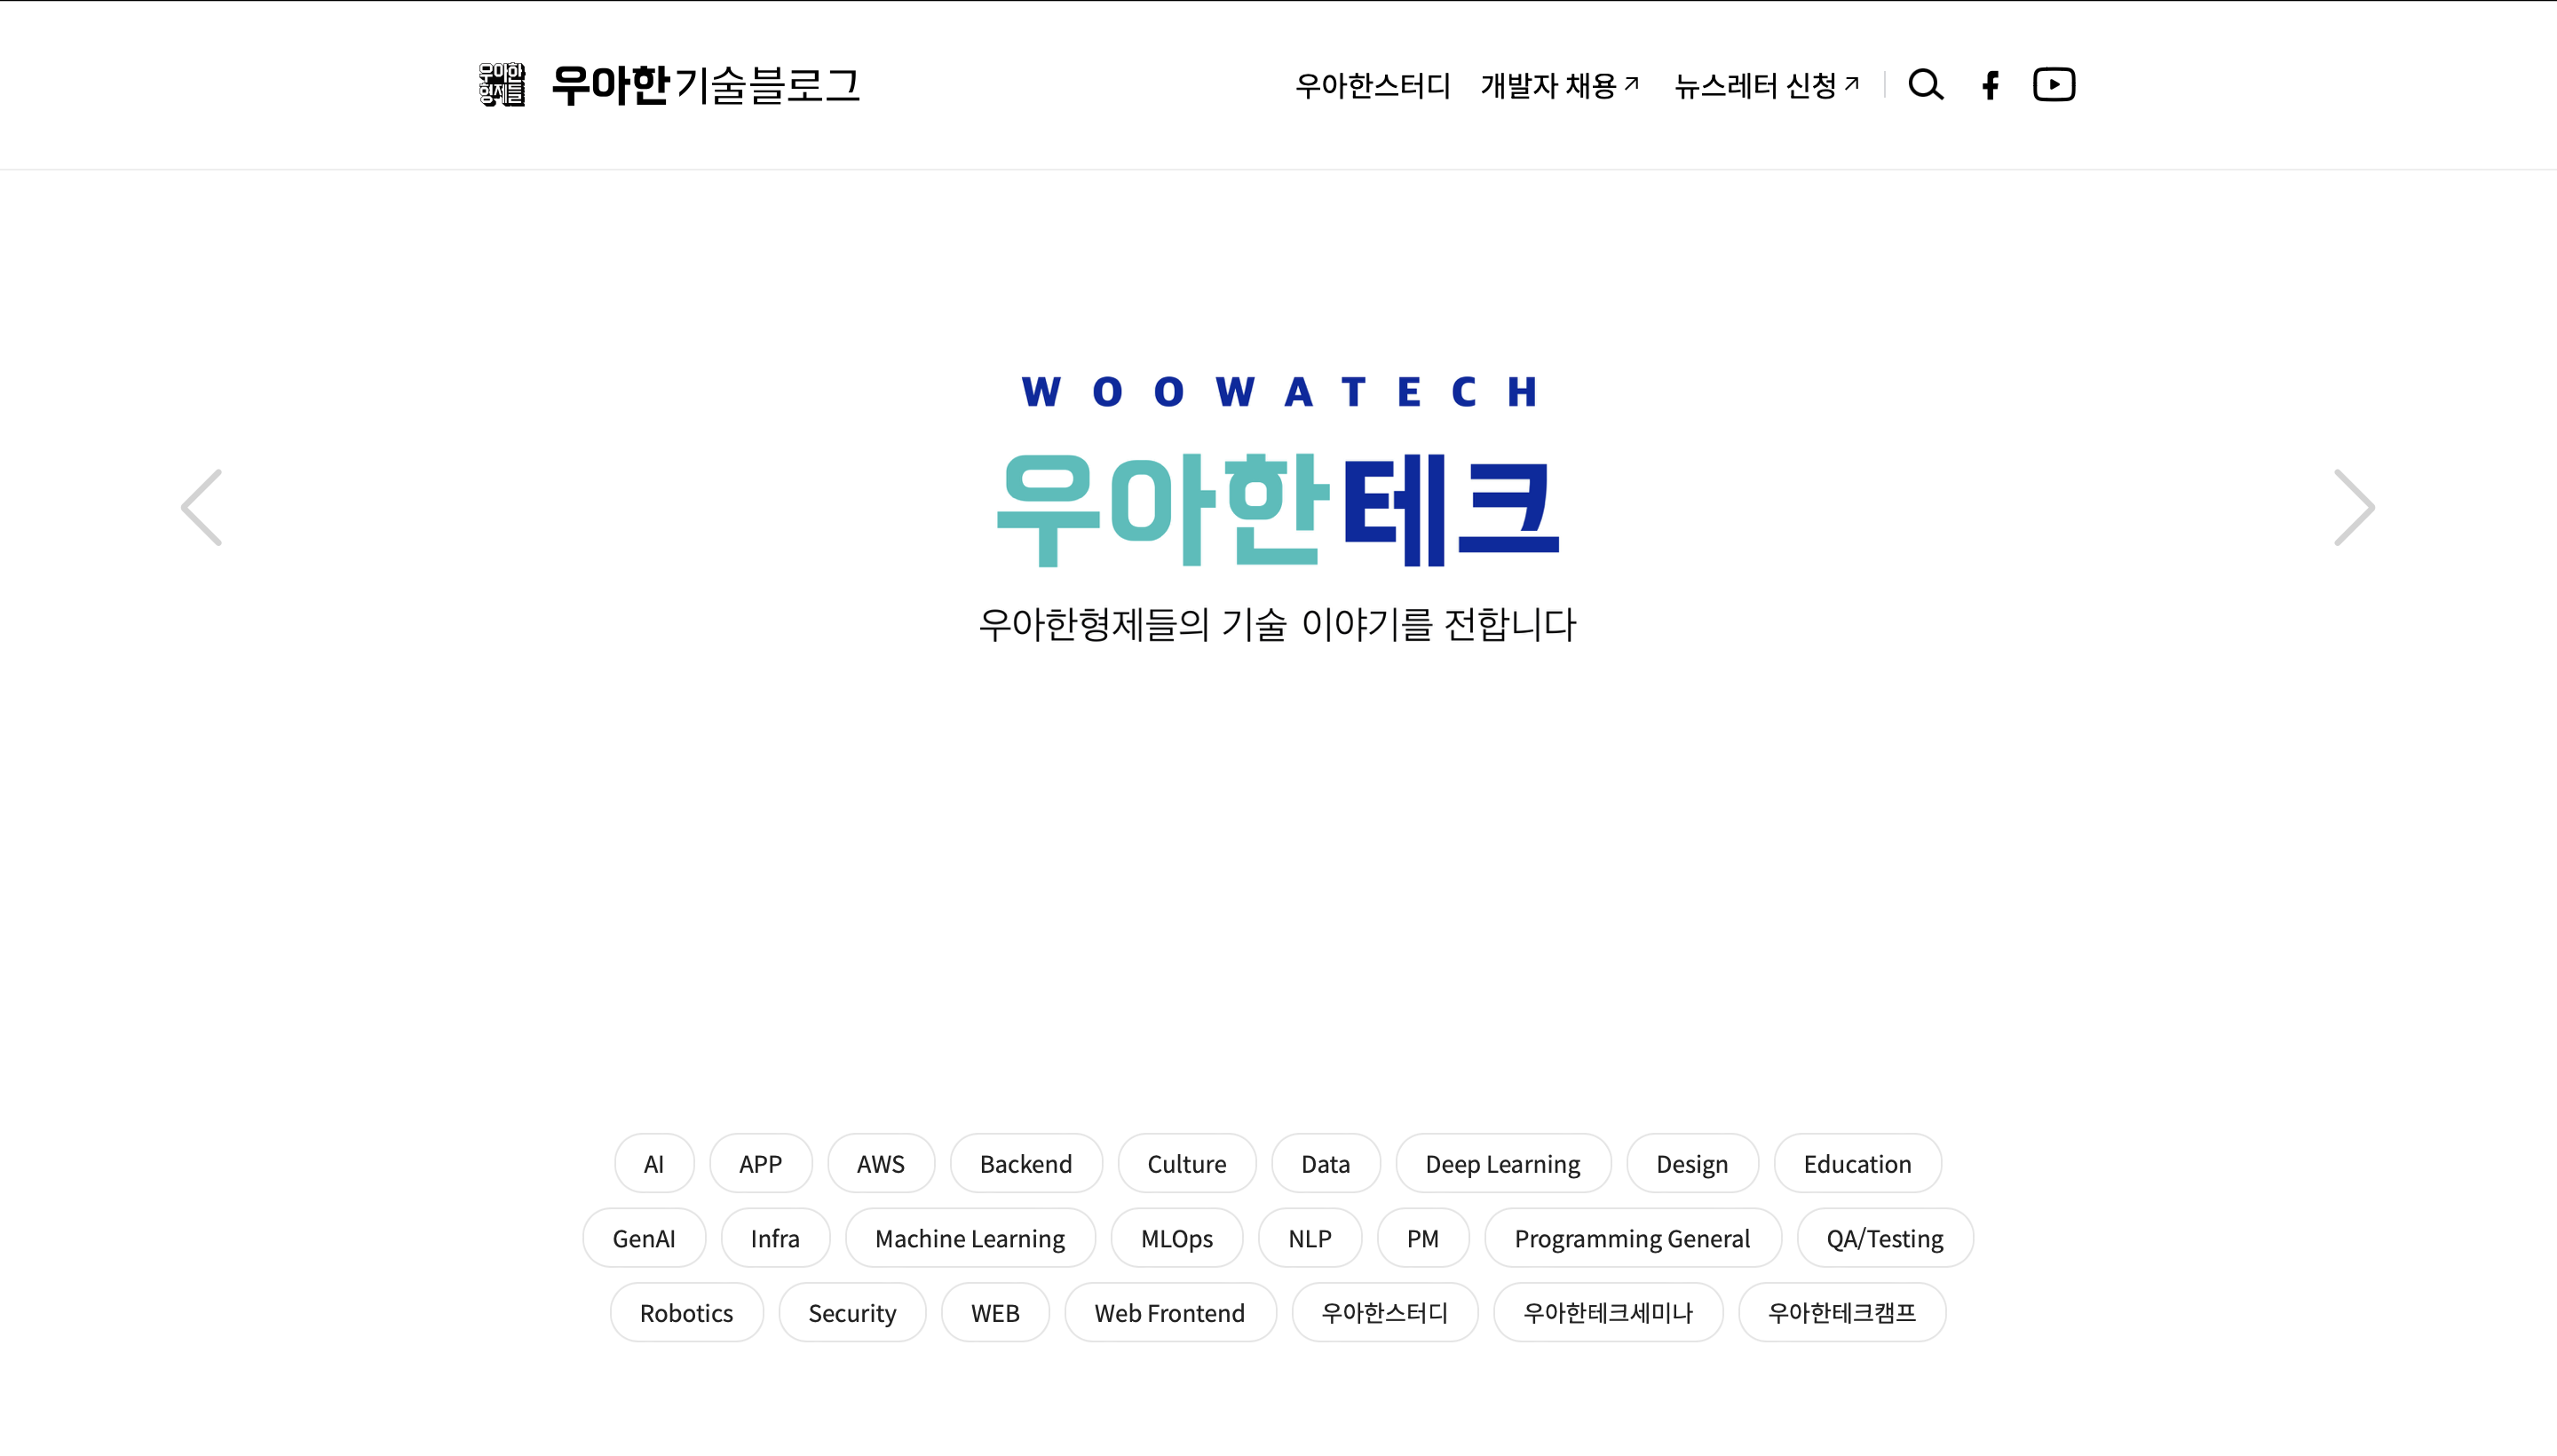 우아한형제들 우아한기술블로그 우아한스터디 개발자 채용 뉴스레터 신청
WOOWATECH
우아한테크
우아한형제들의 기술 이야기를 전합니다
AI APP AWS Backend Culture Data Deep Learning Design Education
GenAI Infra Machine Learning MLOps NLP PM Programming General QA/Testing
Robotics Security WEB Web Frontend 우아한스터디 우아한테크세미나 우아한테크캠프